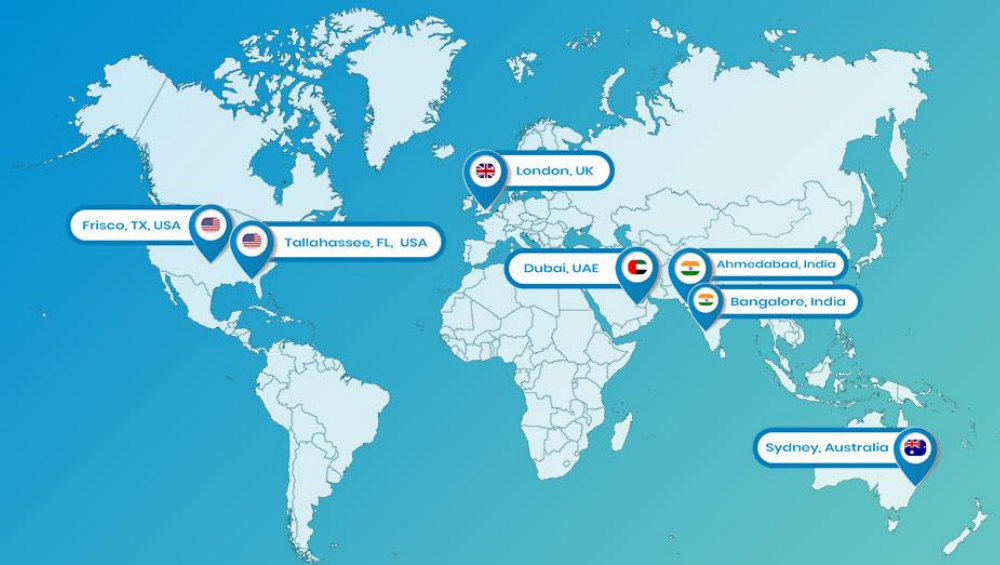 London, UK
Frisco, TX, USA
Tallahassee, FL, USA
Dubai, UAE
Ahmedabad, India
Bangalore, India
Sydney, Australia